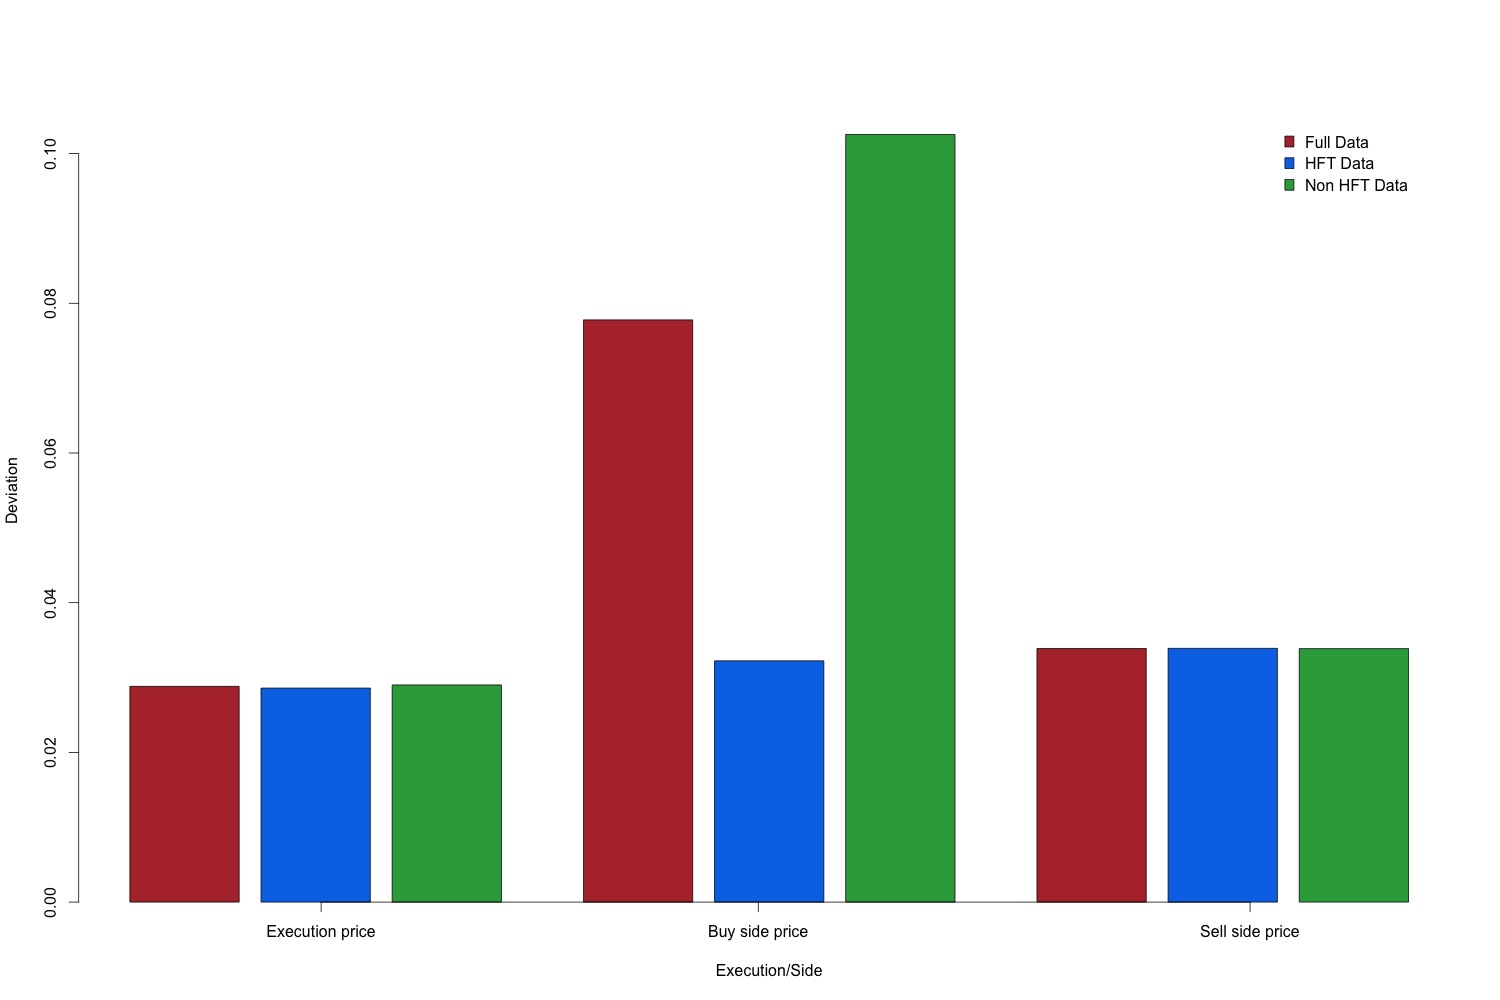 Full Data
HFT Data
Non HFT Data
Deviation
0.10
0.08
0.06
0.04
0.02
0.00
Execution price
Buy side price
Sell side price
Execution/Side